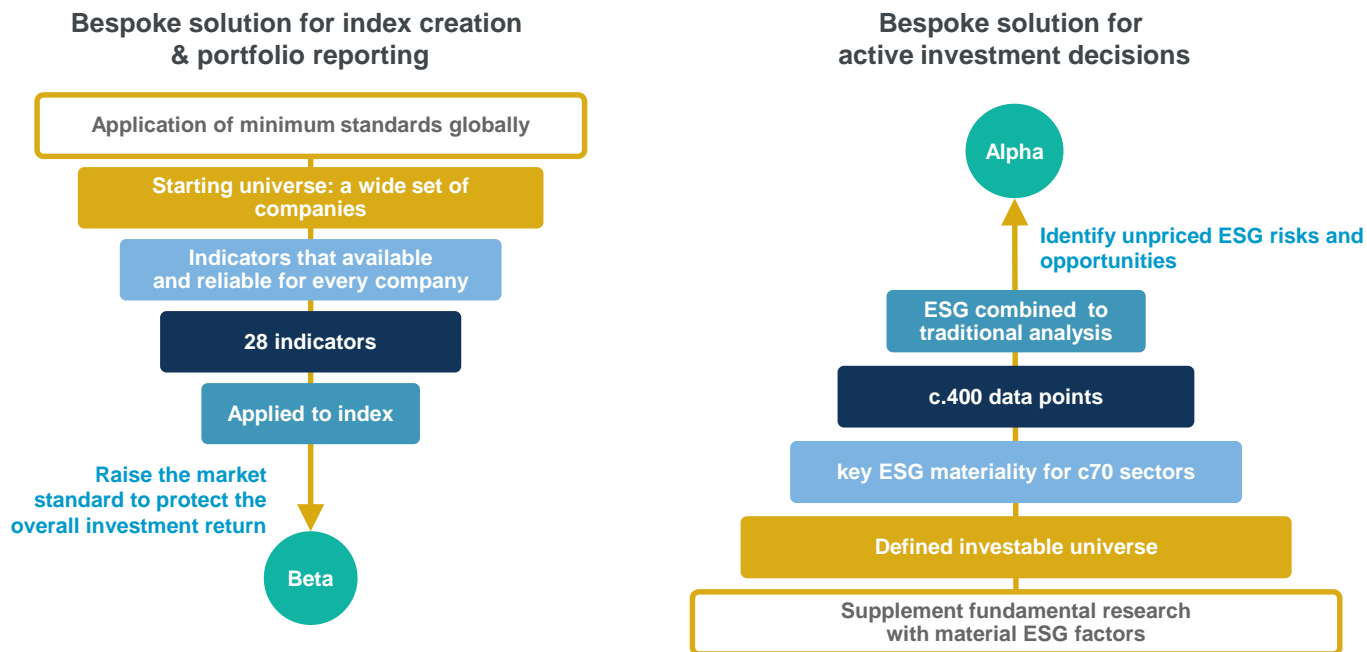 Bespoke solution for index creation
& portfolio reporting
Application of minimum standards globally
Starting universe: a wide set of
companies
Indicators that available
and reliable for every company
28 indicators
Applied to index
Raise the market
standard to protect the
overall investment return
Beta
Bespoke solution for
active investment decisions
Alpha
Identify unpriced ESG risks and
opportunities
ESG combined to
traditional analysis
c.400 data points
key ESG materiality for c70 sectors
Defined investable universe
Supplement fundamental research
with material ESG factors